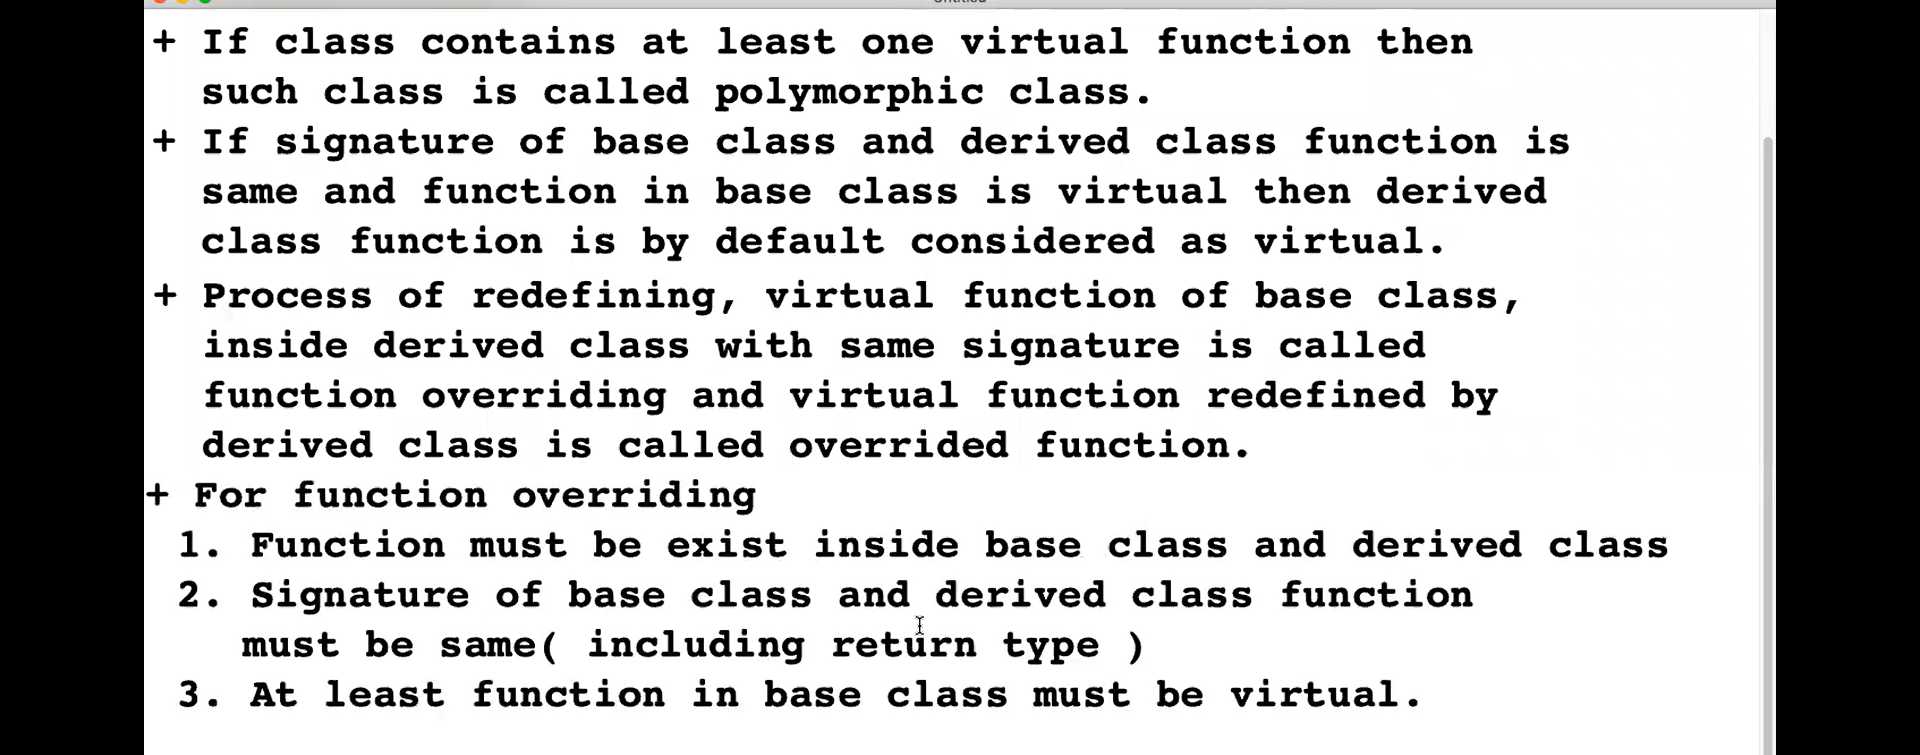 + If class contains at least one virtual function then
such class is called polymorphic class.
+ If signature of base class and derived class function is
same and function in base class is virtual then derived
class function is by default considered as virtual.
+ Process of redefining, virtual function of base class,
inside derived class with same signature is called
function overriding and virtual function redefined by
derived class is called overrided function.
+ For function overriding
1. Function must be exist inside base class and derived class
2. Signature of base class and derived class function
must be same( including return type )
3. At least function in base class must be virtual.